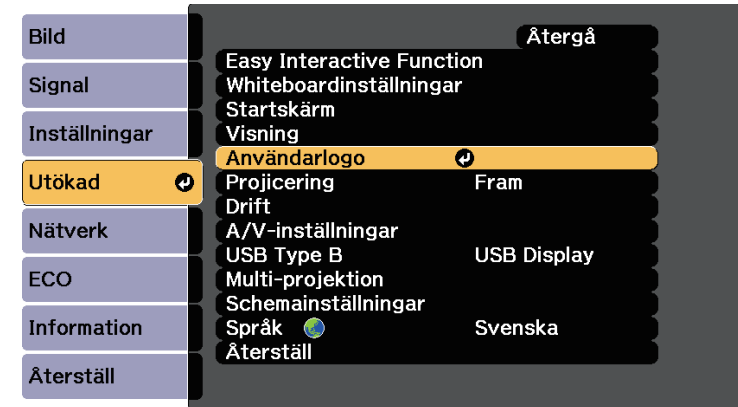 Bild
Signal
Inställningar
Utökad
Nätverk
ECO
Information
Återställ
Återgå
Easy Interactive Function
Whiteboardinställningar
Startskärm
Visning
Användarlogo
Projicering Fram
Drift
A/V-inställningar
USB Type B USB Display
Multi-projektion
Schemainställningar
Språk Svenska
Återställ